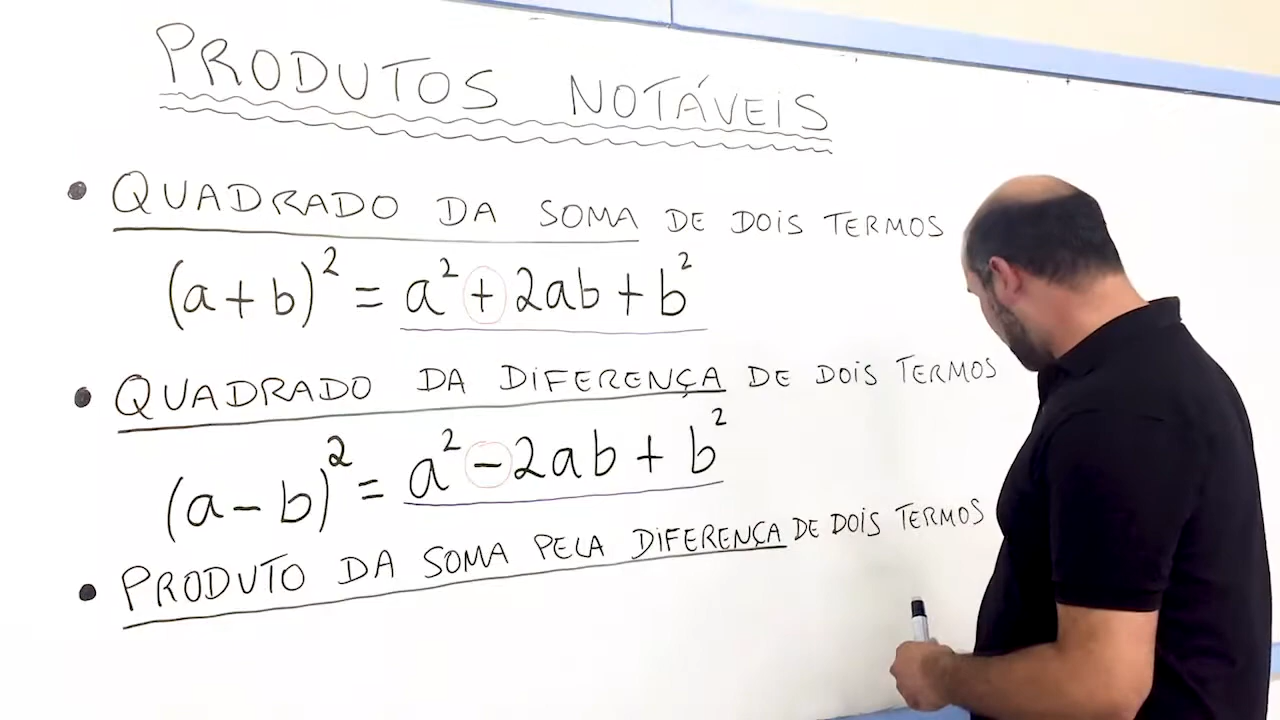 PRODUTOS NOTÁVEIS
• QUADRADO DA SOMA DE DOIS TERMOS
(a+b)² = a² + 2ab + b²
• QUADRADO DA DIFERENÇA DE DOIS TERMOS
(a-b)² = a² - 2ab + b²
• PRODUTO DA SOMA PELA DIFERENÇA DE DOIS TERMOS